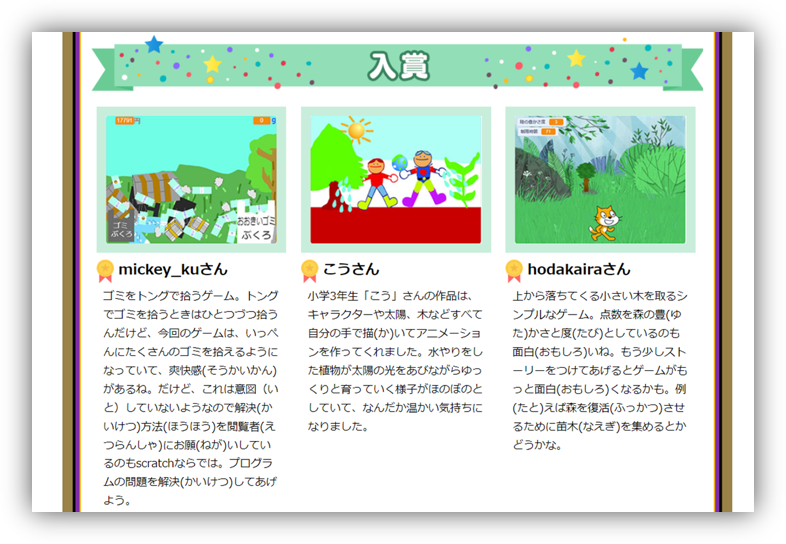 入賞
17791 円
0 g
ゴミ
ぶくろ
おおきいゴミ
ぶくろ
森の豊かさ度 0
制限時間 21
mickey_kuさん
ゴミをトングで拾うゲーム。トング
でゴミを拾うときはひとつづつ拾う
んだけど、今回のゲームは、いっぺ
んにたくさんのゴミを拾えるように
なっていて、爽快感(そうかいかん)
があるね。だけど、これは意図（い
と）していないようなので解決(か
いけつ)方法(ほうほう)を閲覧者(え
つらんしゃ)にお願(ねが)いしてい
るのもscratchならでは。プログラ
ムの問題を解決(かいけつ)してあげ
よう。
こうさん
小学3年生「こう」さんの作品は、
キャラクターや太陽、木などすべて
自分の手で描(か)いてアニメーショ
ンを作ってくれました。水やりをし
た植物が太陽の光をあびながらゆっ
くりと育っていく様子がほのぼのと
していて、なんだか温かい気持ちに
なりました。
hodakairaさん
上から落ちてくる小さい木を取るシ
ンプルなゲーム。点数を森の豊(ゆ
た)かさと度(たび)としているのも
面白(おもしろ)いね。もう少しスト
ーリーをつけてあげるとゲームがも
っと面白(おもしろ)くなるかも。例
(たと)えば森を復活(ふっかつ)させ
るために苗木(なえぎ)を集めるとか
どうかな。